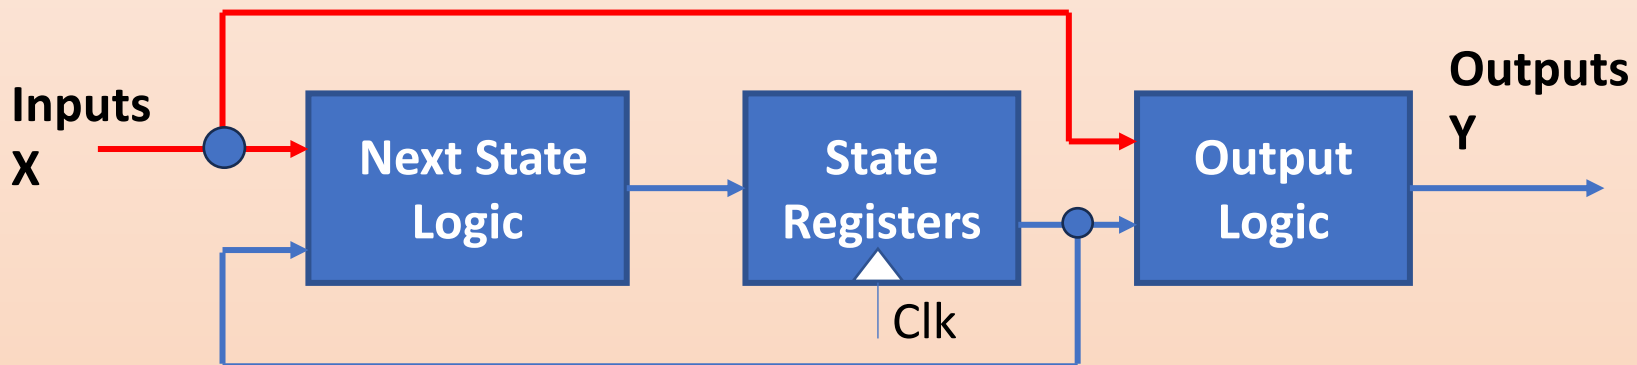 Inputs
X
Next State
Logic
State
Registers
Clk
Output
Logic
Outputs
Y